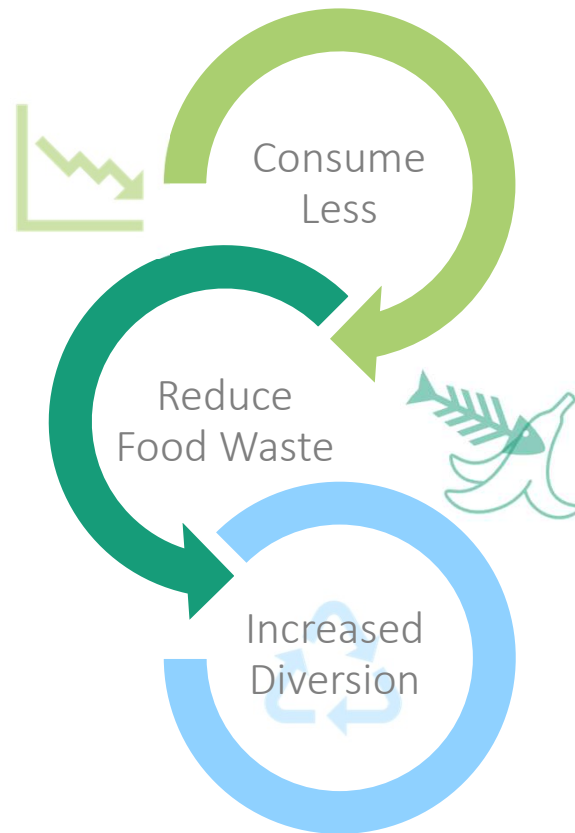 Consume
Less
Reduce
Food Waste
Increased
Diversion